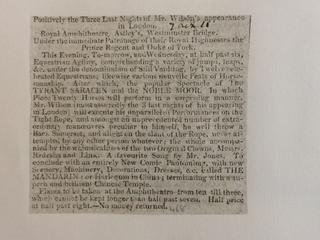 Positively the Three Last Nights of Mr. Wilson's appearance
in London.
Royal Amphitheatre, Astley's, Westminster Bridge,
Under the immediate Patronage of their Royal Highnesses the
Prince Regent and Duke of York.
This Evening, To-morrow, and Wednesday, at half past six,
Equestrian Agility, comprehending a variety of jumps, leaps,
&c. under the denomination of Still Vaulting, by Twelve cele-
brated Equestrians; likewise various nouvelle Feats of Horse-
manship. After which, the popular Spectacle of The
TYRANT SARACEN and the NOBLE MOOR. In which
Piece Twenty Horses will perform in a surprising manner.
Mr. Wilson most assuredly the 3 last nights of his appearing
in London will execute his unparalleled Performances on the
Tight Rope, and amongst an unprecedented number of extra-
ordinary manœuvres peculiar to himself, he will throw a
Back Somerset, and alight on the slant of the Rope, never at-
tempted by any other person whatever; the whole accompa-
nied by the witticisms of the two Original Clowns, Messrs.
A favourite Song by Mr. Jones. To
conclude with an entirely New Comic Pantomime, with new
Scenery, Machinery, Decorations, Dresses, &c. called THE
MANDARIN; or Harlequin in China; terminating with a su-
perb and brilliant Chinese Temple.
Places to be taken at the Amphitheatre from ten till three,
which cannot be kept longer than half past seven. Half price
at half past eight.—No money returned.